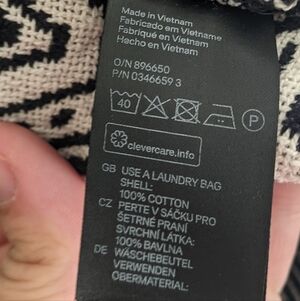 Made in Vietnam
Fabricado em Vietname
Fabriqué en Vietnam
Hecho en Vietnam
O/N 896650
P/N 0346659 3
40
P
clevercare.info
GB USE A LAUNDRY BAG
SHELL:
100% COTTON
CZ PERTE V SÁČKU PRO
ŠETRNÉ PRANÍ
SVRCHNÍ LÁTKA:
100% BAVLNA
DE WÄSCHEBEUTEL
VERWENDEN
OBERMATERIAL: